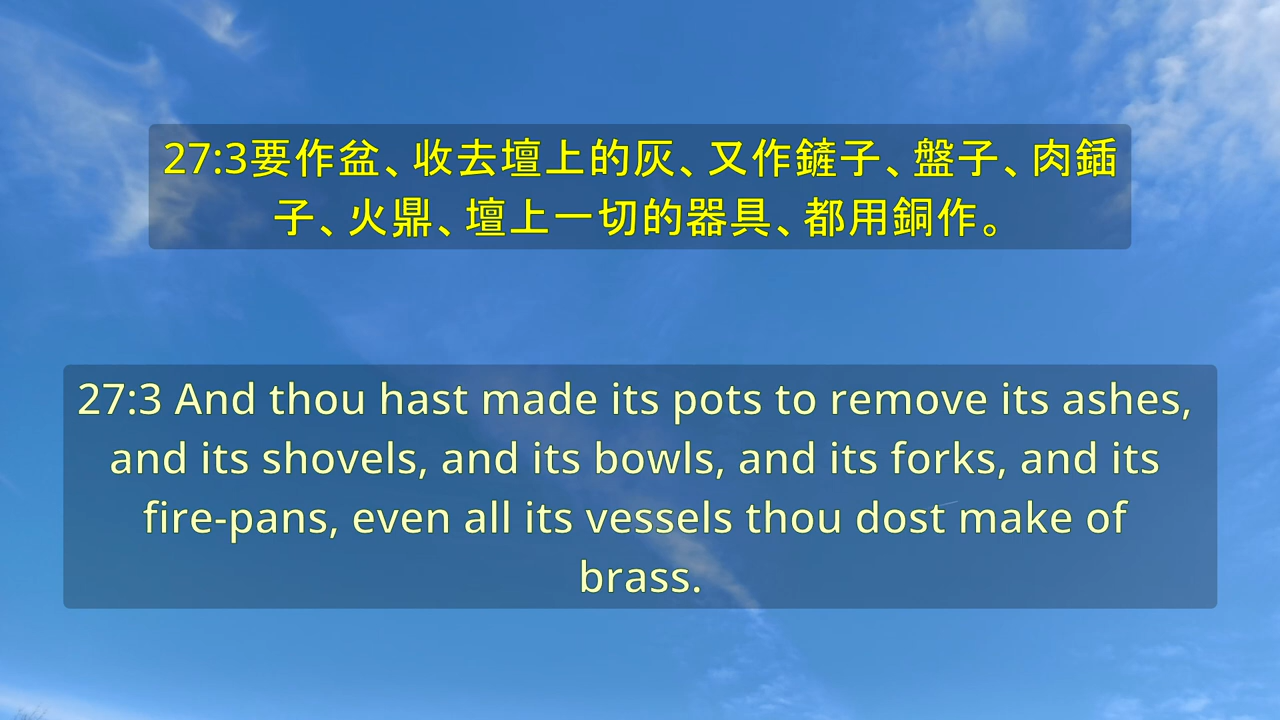 27:3要作盆、收去壇上的灰、又作鏟子、盤子、肉鍤
子、火鼎、壇上一切的器具、都用銅作。
27:3 And thou hast made its pots to remove its ashes,
and its shovels, and its bowls, and its forks, and its
fire-pans, even all its vessels thou dost make of
brass.